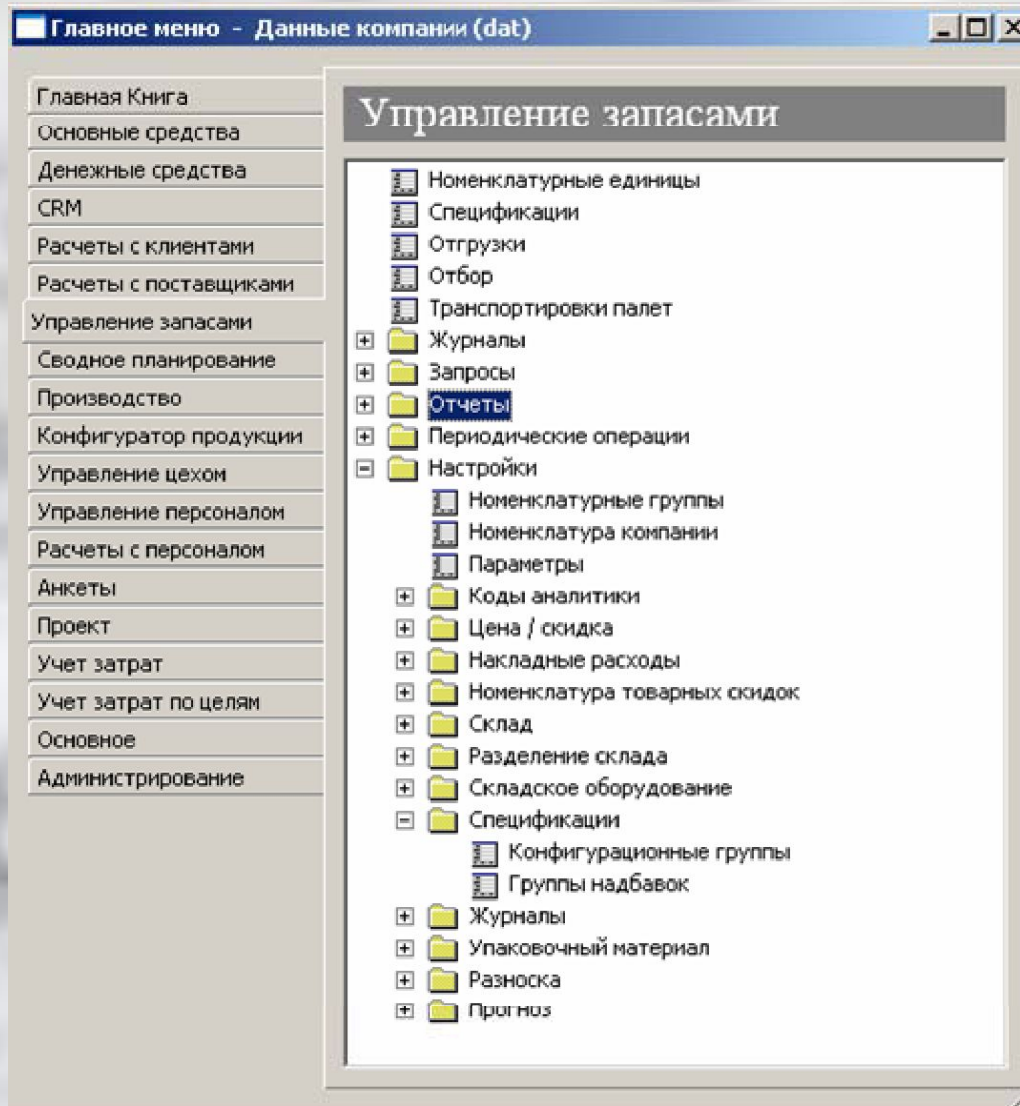 Главное меню - Данные компании (dat)
Главная Книга
Основные средства
Денежные средства
CRM
Расчеты с клиентами
Расчеты с поставщиками
Управление запасами
Сводное планирование
Производство
Конфигуратор продукции
Управление цехом
Управление персоналом
Расчеты с персоналом
Анкеты
Проект
Учет затрат
Учет затрат по целям
Основное
Администрирование
Управление запасами
Номенклатурные единицы
Спецификации
Отгрузки
Отбор
Транспортировки палет
Журналы
Запросы
Отчеты
Периодические операции
Настройки
Номенклатурные группы
Номенклатура компании
Параметры
Коды аналитики
Цена / скидка
Накладные расходы
Номенклатура товарных скидок
Склад
Разделение склада
Складское оборудование
Спецификации
Конфигурационные группы
Группы надбавок
Журналы
Упаковочный материал
Разноска
Прогноз